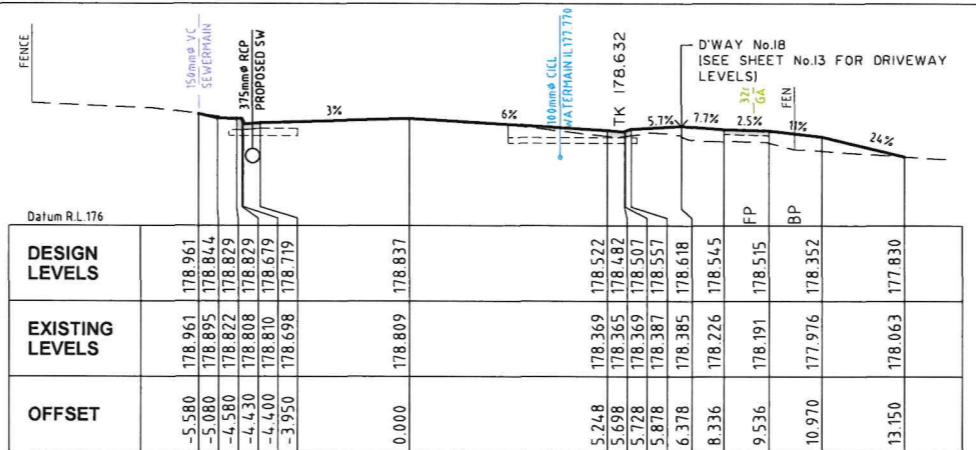 FENCE
150mmø VC
SEWERMAIN
375mmø RCP
PROPOSED SW
3%
6%
100mmø CICL
WATERMAIN IL177.770
TK 178.632
D'WAY No.18
(SEE SHEET No.13 FOR DRIVEWAY
LEVELS)
5.7%
7.7%
2.5%
GA
FEN
11%
24%
Datum R.L.176
FP
BP
DESIGN LEVELS 178.961 178.844 178.829 178.829 178.679 178.719 178.837 178.522 178.482 178.507 178.557 178.618 178.545 178.515 178.352 177.830
EXISTING LEVELS 178.961 178.895 178.822 178.808 178.810 178.698 178.809 178.369 178.365 178.369 178.387 178.385 178.226 178.191 177.976 178.063
OFFSET -5.580 -5.080 -4.580 -4.430 -4.400 -3.950 0.000 5.248 5.698 5.728 5.878 6.378 8.336 9.536 10.970 13.150